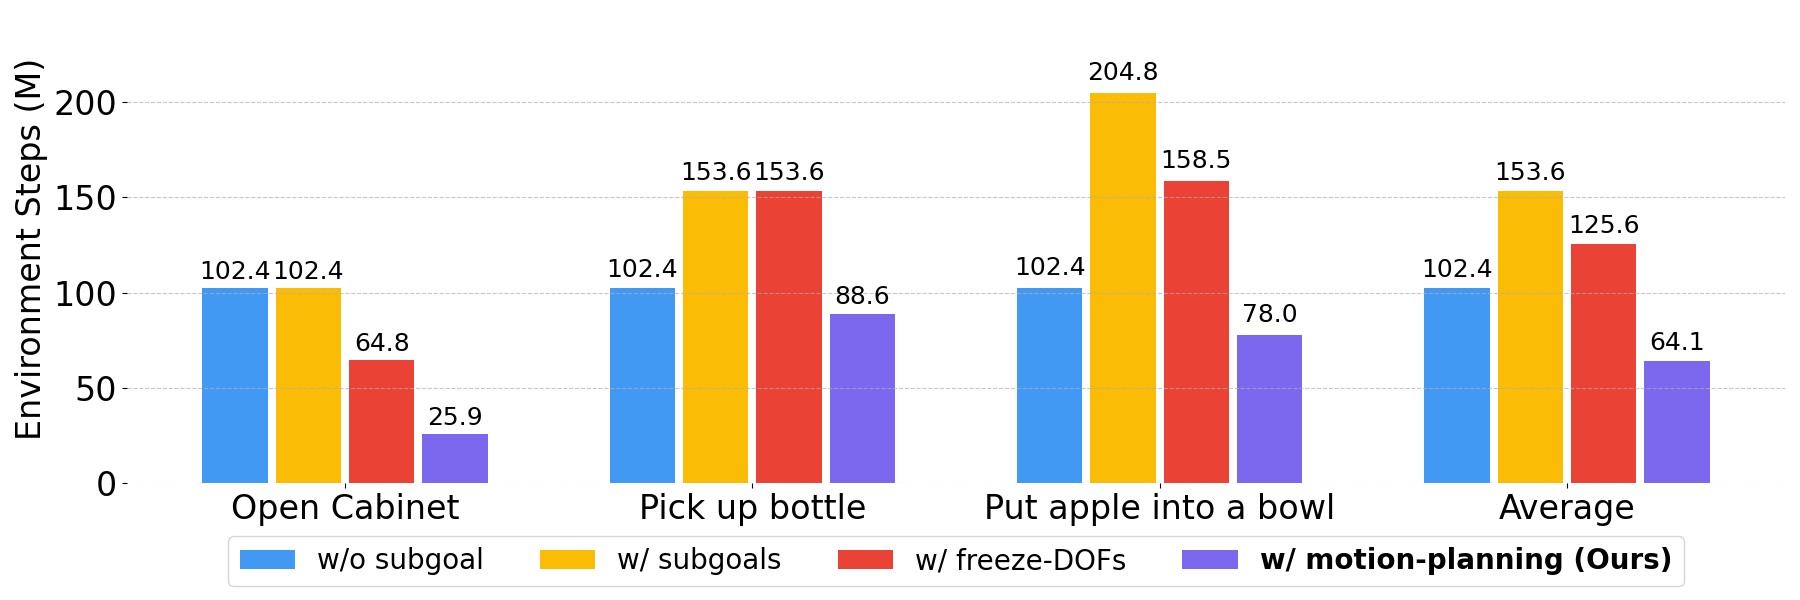 Environment Steps (M)
200
150
100
50
0
102.4 102.4 64.8 25.9
102.4 153.6 153.6 88.6
102.4 204.8 158.5 78.0
102.4 153.6 125.6 64.1
Open Cabinet Pick up bottle Put apple into a bowl Average
w/o subgoal w/ subgoals w/ freeze-DOFs w/ motion-planning (Ours)